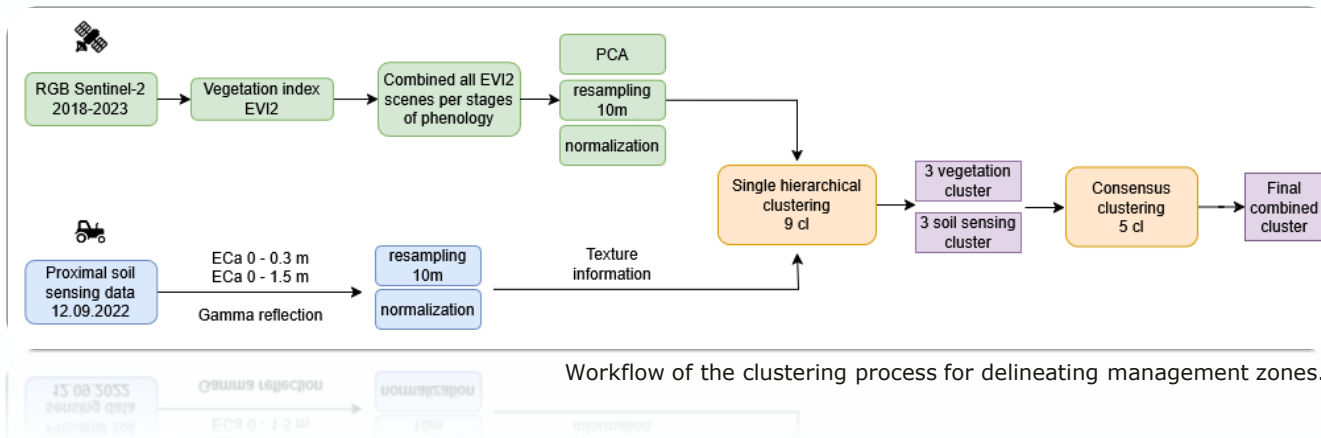 RGB Sentinel-2
2018-2023
Vegetation index
EVI2
Combined all EVI2
scenes per stages
of phenology
PCA
resampling
10m
normalization
Proximal soil
sensing data
12.09.2022
ECa 0 - 0.3 m
ECa 0 - 1.5 m
Gamma reflection
resampling
10m
normalization
Texture
information
Single hierarchical
clustering
9 cl
3 vegetation
cluster
3 soil sensing
cluster
Consensus
clustering
5 cl
Final
combined
cluster
Workflow of the clustering process for delineating management zones.